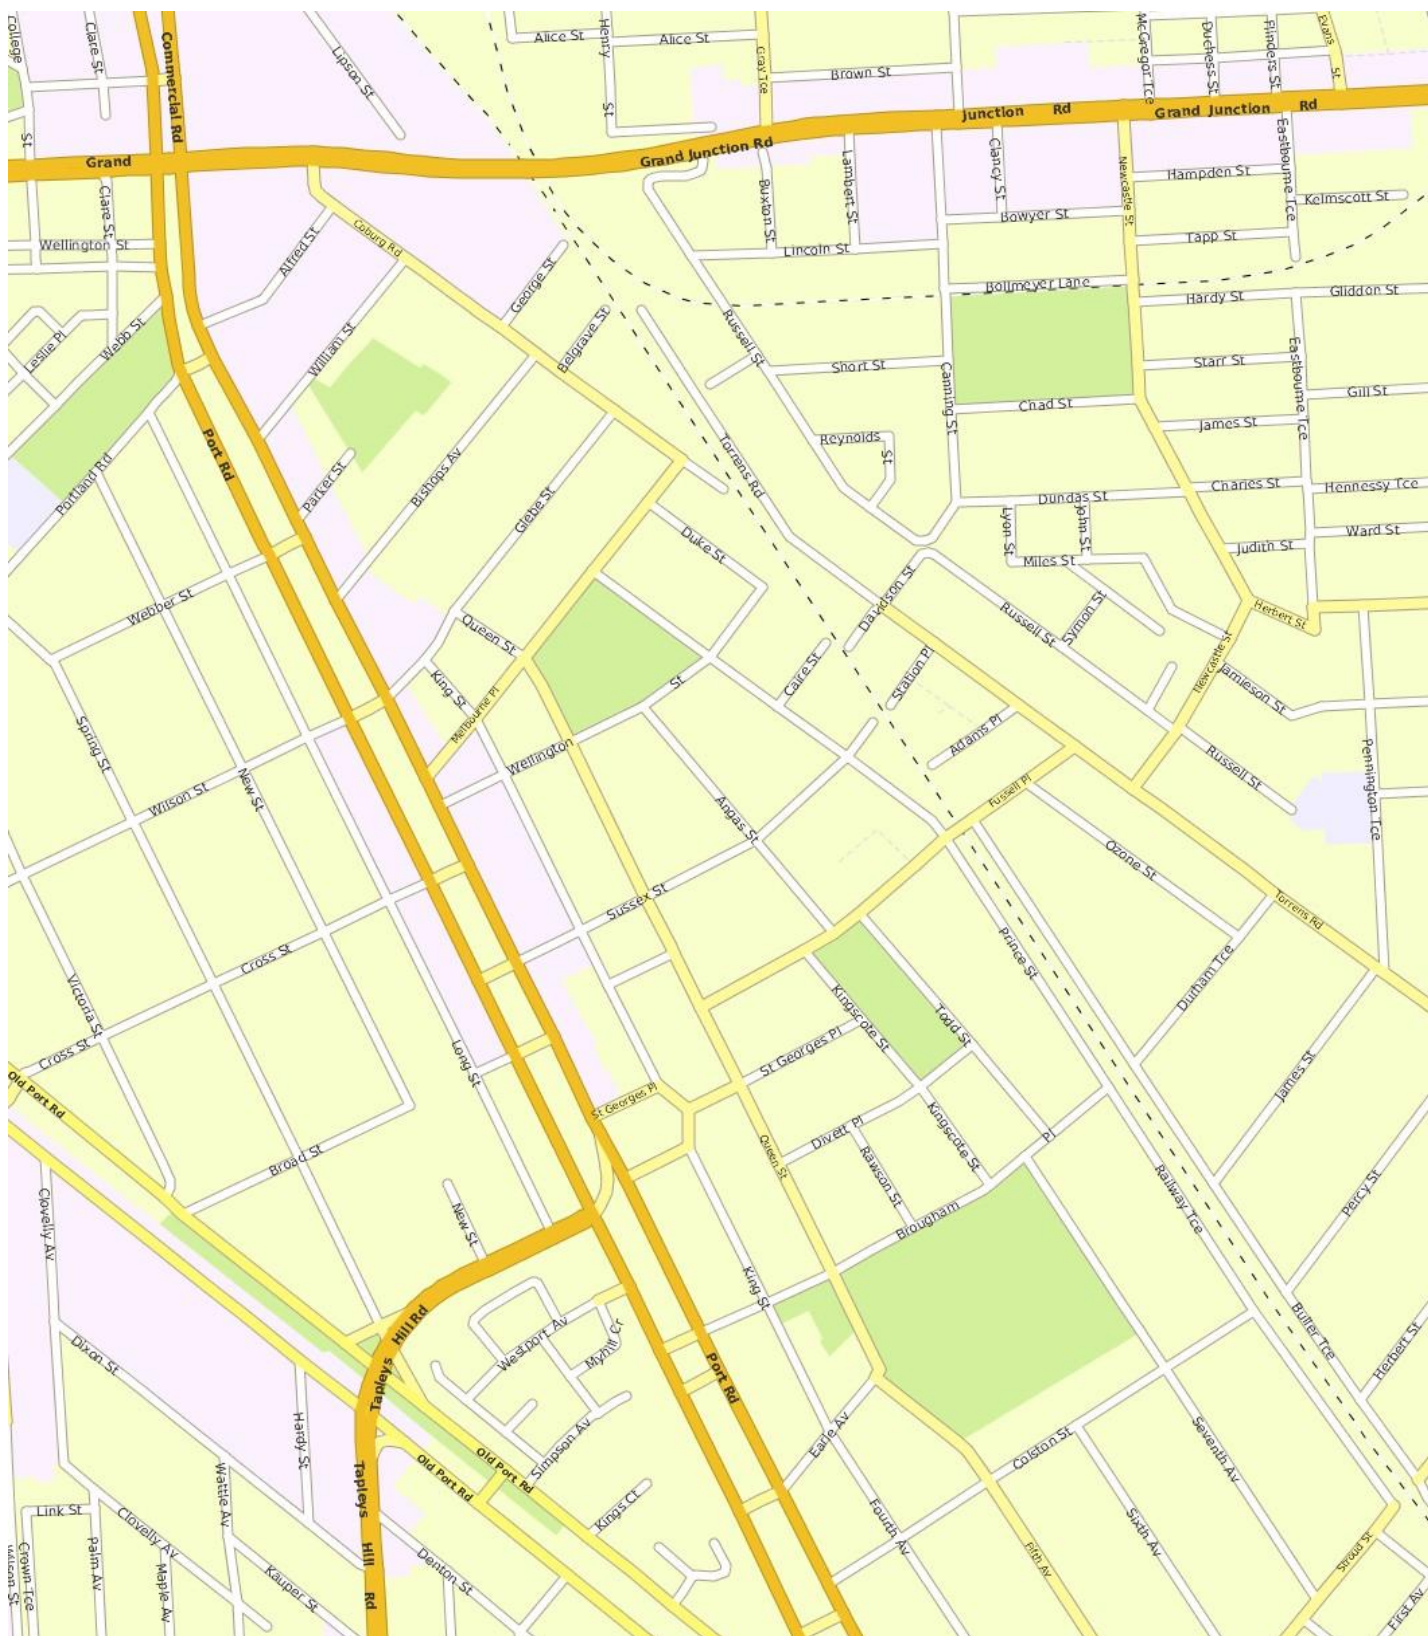 College
Clare St
Commercial Rd
Lipson St
Alice St
Henry
St
Alice St
Gray Tce
Brown St
McGregor Tce
Duchess St
Flinders St
Evans
St
St
Junction Rd
Grand Junction Rd
Grand
Grand Junction Rd
Clare St
Wellington St
Alfred St
Coburg Rd
Buxton St
Lambert St
Clancy St
Newcastle St
Hampden St
Eastbourne Tce
Kelmscott St
Bowyer St
Tapp St
Lincoln St
George St
Bollmeyer Lane
Hardy St
Gliddon St
Leslie Pl
Webb St
William St
Belgrave St
Russell St
Short St
Canning St
Starr St
Eastbourne Tce
Gill St
Chad St
James St
Port Rd
Portland Rd
Parker St
Bishops Av
Glebe St
Torrens Rd
Reynolds
St
Dundas St
Charles St
Hennessy Tce
Lyon St
John St
Ward St
Judith St
Miles St
Duke St
Webber St
Queen St
Davidson St
Russell St
Symon St
Herbert St
Newcastle St
Jamieson St
King St
Melbourne Pl
St
Caire St
Station Pl
Spring St
Wellington
Adams Pl
Russell St
Pennington Tce
New St
Wilson St
Angas St
Fussell Pl
Ozone St
Sussex St
Torrens Rd
Cross St
Prince St
Durham Tce
Victoria St
Kingscote St
Todd St
Cross St
Long St
St Georges Pl
James St
Old Port Rd
St Georges Pl
Kingscote St
Divett Pl
Pl
Queen St
Rawson St
Broad St
Railway Tce
Percy St
Clovelly Av
New St
Brougham
King St
Hill Rd
Westport Av
Myhill Cr
Buller Tce
Herbert St
Dixon St
Tapleys
Port Rd
Hardy St
Earle Av
Colston St
Seventh Av
Simpson Av
Old Port Rd
Old Port Rd
Wattle Av
Tapleys
Link St
Kings Ct
Fourth Av
Sixth Av
Clovelly Av
Stroud St
Fifth Av
Hill
Rd
Denton St
Wilson St
Crown Tce
Palm Av
Maple Av
Kauper St
First Av